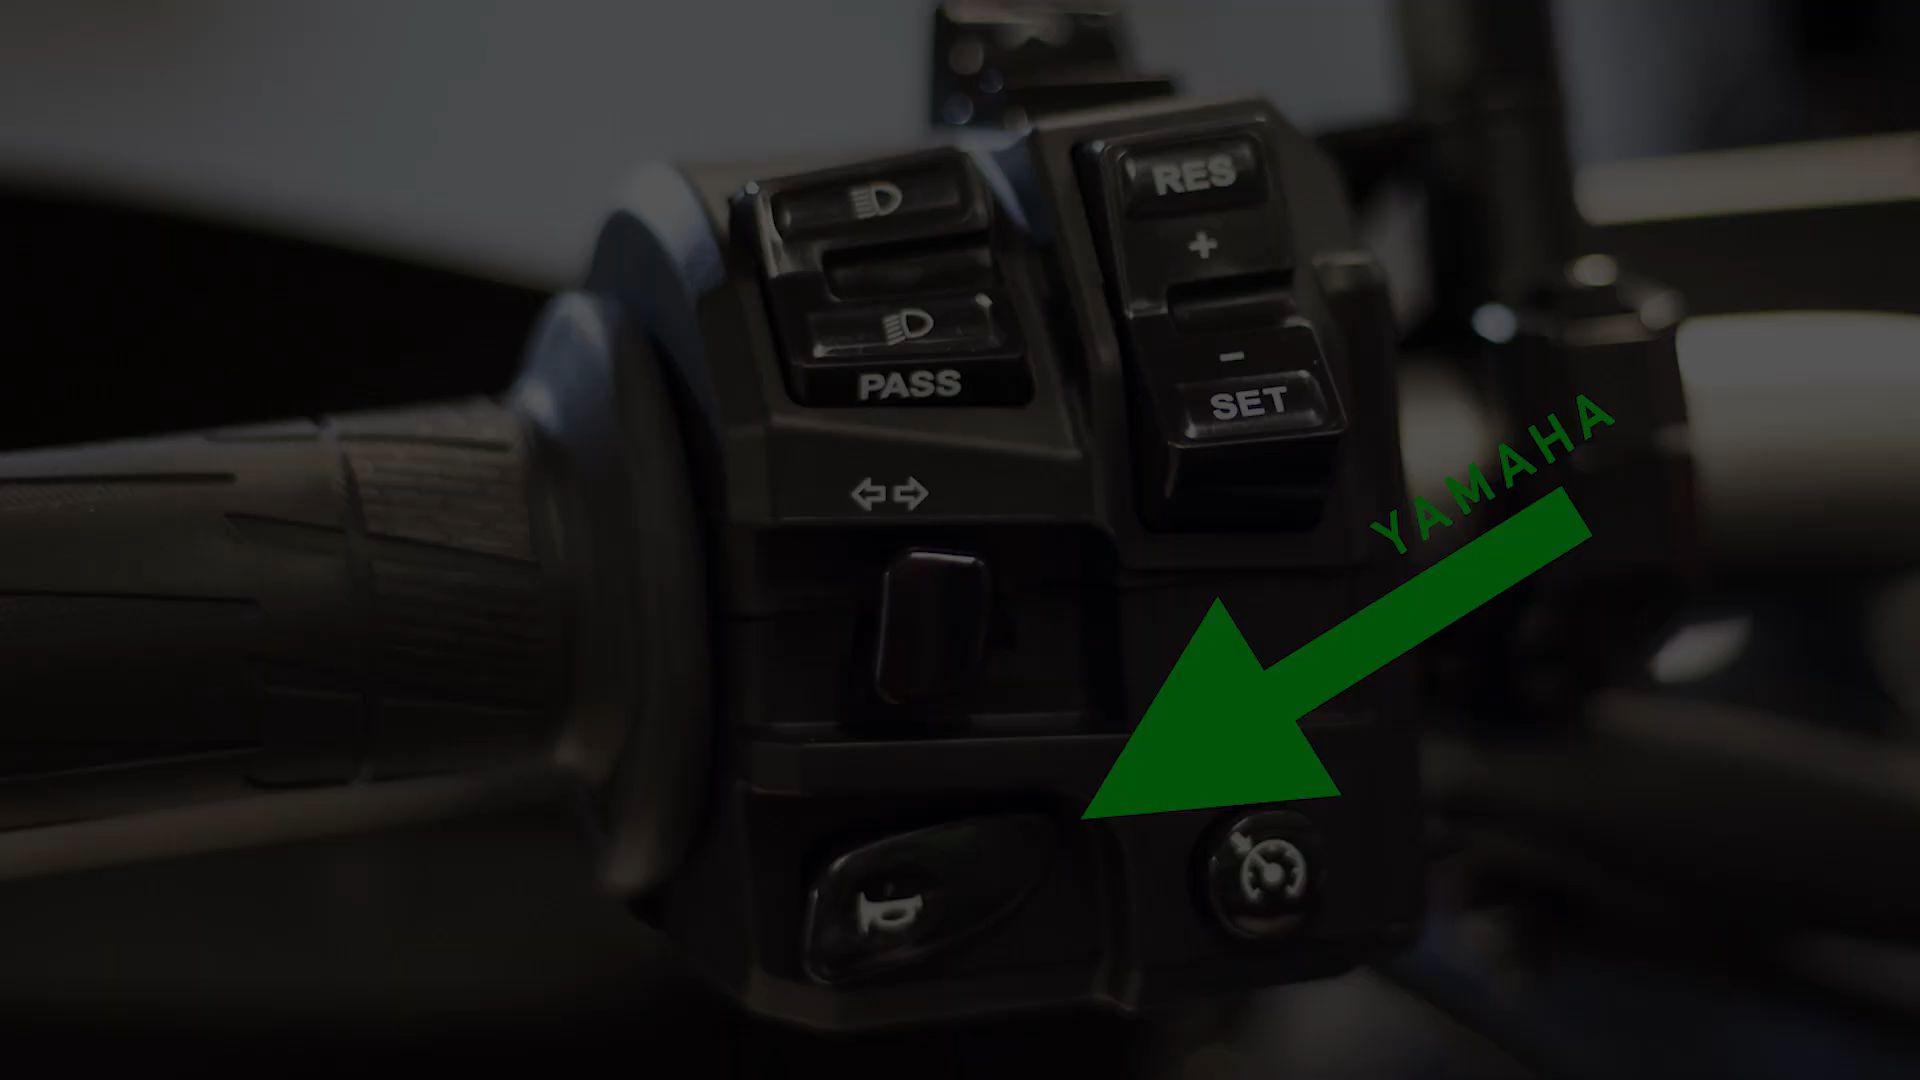 RES
+
PASS
-
SET
YAMAHA